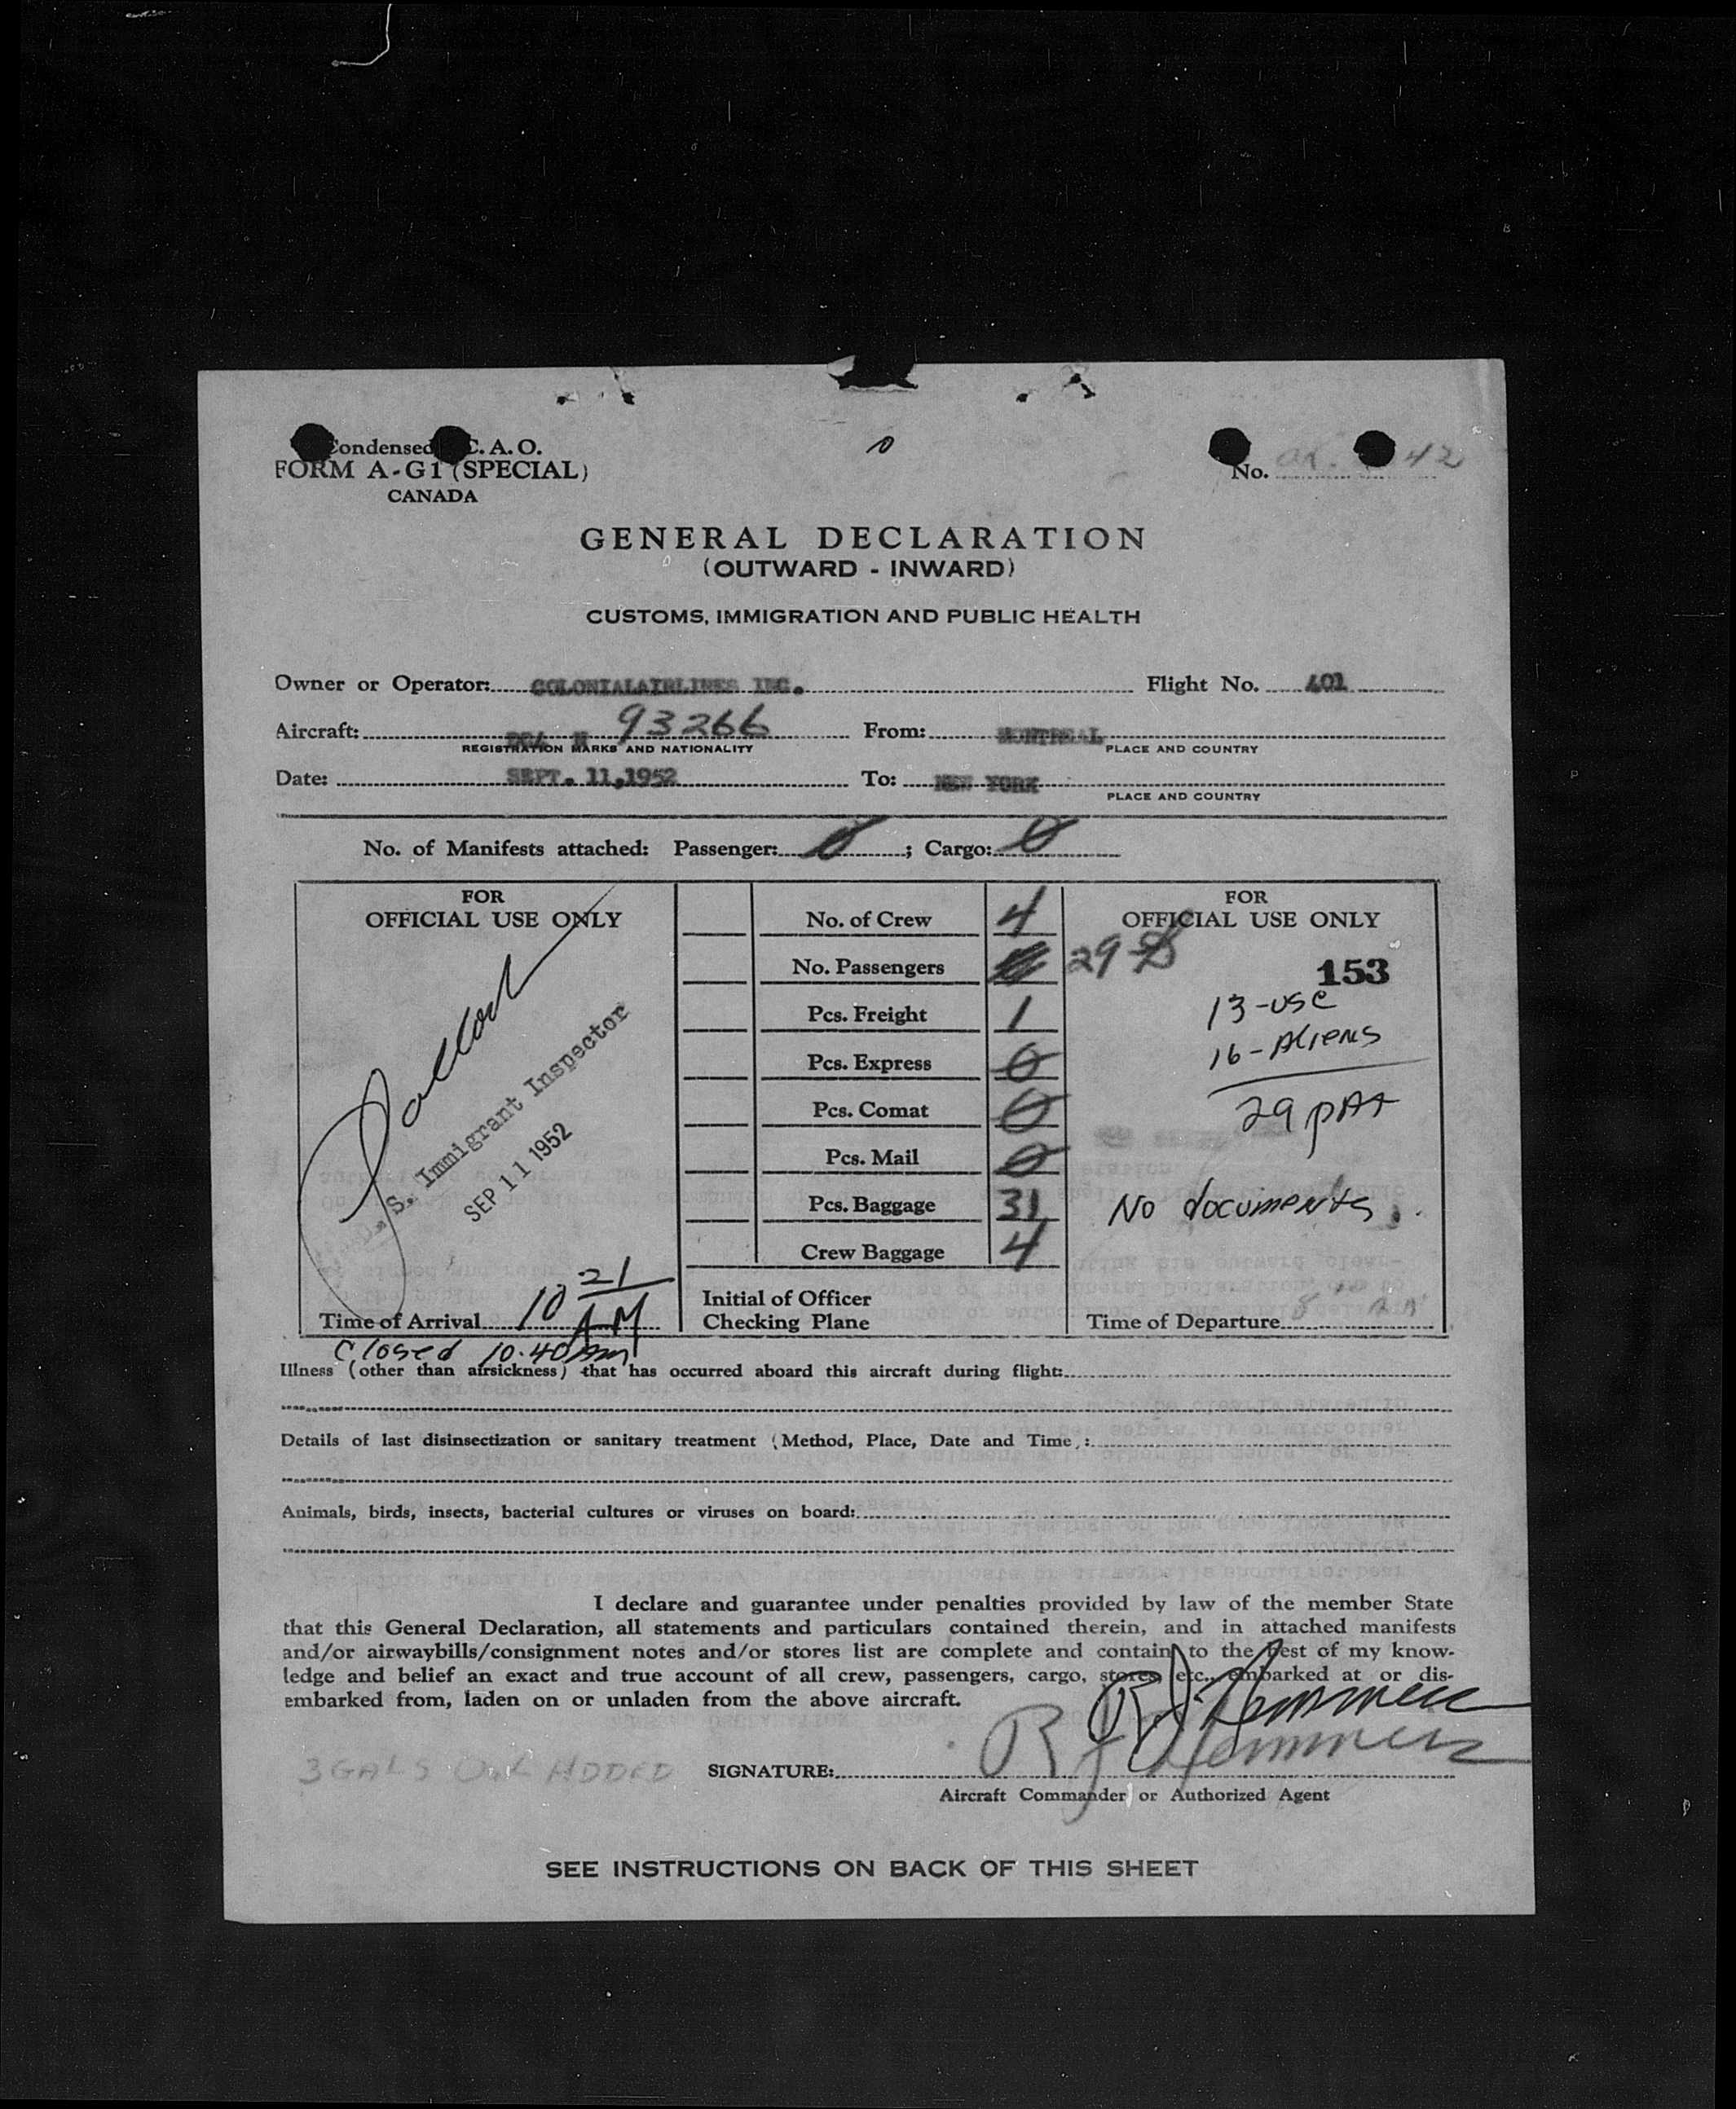 Condensed C. A. O.
FORM A-G1 (SPECIAL)
CANADA
No. 42
GENERAL DECLARATION
(OUTWARD - INWARD)
CUSTOMS, IMMIGRATION AND PUBLIC HEALTH
Owner or Operator: COLONIALAIRLINES INC. Flight No. 401
Aircraft: DC4 N 93266 From: MONTREAL
REGISTRATION MARKS AND NATIONALITY PLACE AND COUNTRY
Date: SEPT. 11,1952 To: NEW YORK
PLACE AND COUNTRY
No. of Manifests attached: Passenger: 0; Cargo: 0
FOR
OFFICIAL USE ONLY
S. Immigrant Inspector
SEP 11 1952
Time of Arrival 10 21 AM
Closed 10.40 AM
No. of Crew 4
No. Passengers 29
Pcs. Freight 1
Pcs. Express 0
Pcs. Comat 0
Pcs. Mail 0
Pcs. Baggage 31
Crew Baggage 4
Initial of Officer
Checking Plane
FOR
OFFICIAL USE ONLY
153
13-USC
16-Aliens
29 pax
No documents.
Time of Departure
Illness (other than airsickness) that has occurred aboard this aircraft during flight:
Details of last disinsectization or sanitary treatment (Method, Place, Date and Time):
Animals, birds, insects, bacterial cultures or viruses on board:
I declare and guarantee under penalties provided by law of the member State
that this General Declaration, all statements and particulars contained therein, and in attached manifests
and/or airwaybills/consignment notes and/or stores list are complete and contain to the best of my know-
ledge and belief an exact and true account of all crew, passengers, cargo, stores etc., embarked at or dis-
embarked from, laden on or unladen from the above aircraft.
3 GALS OIL ADDED SIGNATURE:
Aircraft Commander or Authorized Agent
SEE INSTRUCTIONS ON BACK OF THIS SHEET